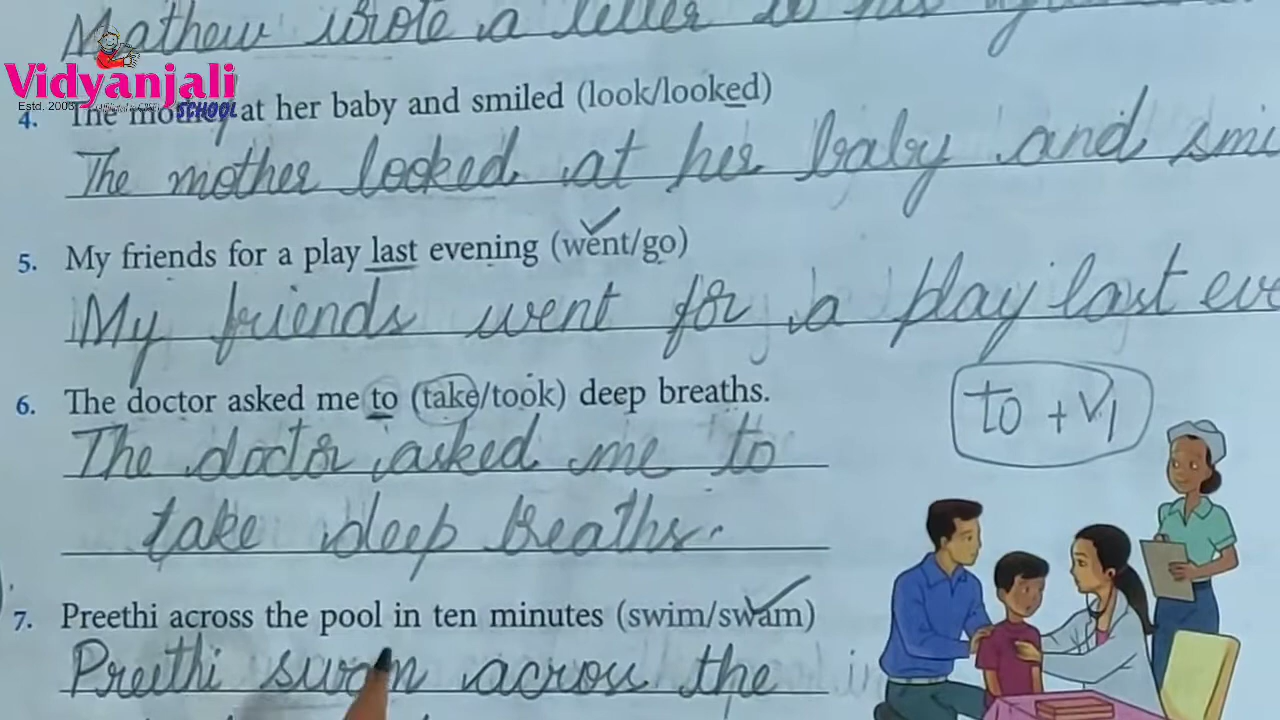 Mathew wrote a letter to his
Vidyanjali
Estd. 2009
SCHOOL
4. The mother at her baby and smiled (look/looked)
The mother looked at her baby and smi
5. My friends for a play last evening (went/go)
My friends went for a play last eve
6. The doctor asked me to (take/took) deep breaths.
to + V1
The doctor asked me to
take deep breaths.
7. Preethi across the pool in ten minutes (swim/swam)
Preethi swam across the